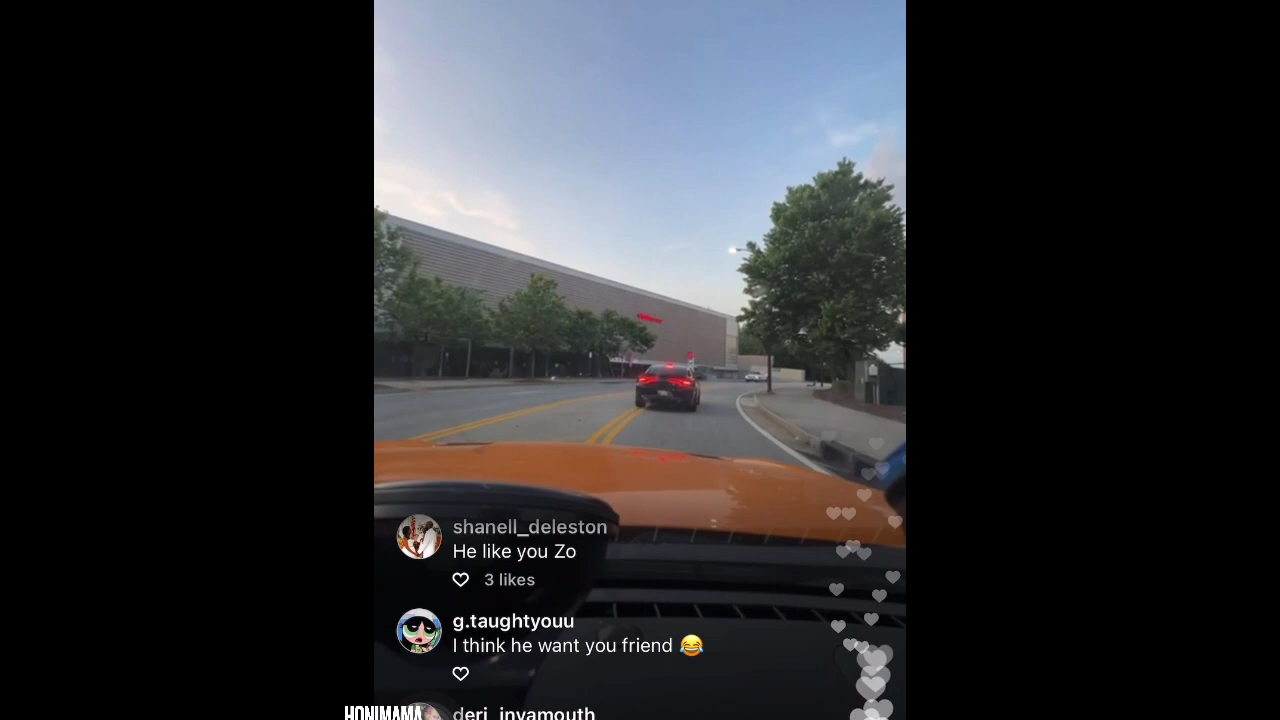 shanell_deleston
He like you Zo
3 likes
g.taughtyouu
I think he want you friend 😂
deri_invamouth
HONIMAMA